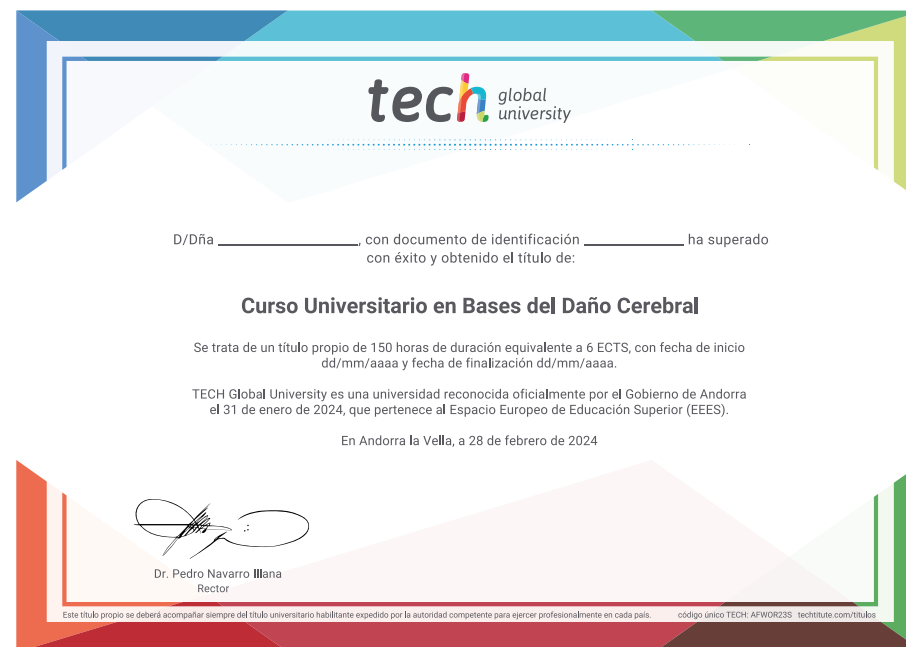 tech global university
D/Dña ____________________, con documento de identificación ______________ ha superado
con éxito y obtenido el título de:
Curso Universitario en Bases del Daño Cerebral
Se trata de un título propio de 150 horas de duración equivalente a 6 ECTS, con fecha de inicio
dd/mm/aaaa y fecha de finalización dd/mm/aaaa.
TECH Global University es una universidad reconocida oficialmente por el Gobierno de Andorra
el 31 de enero de 2024, que pertenece al Espacio Europeo de Educación Superior (EEES).
En Andorra la Vella, a 28 de febrero de 2024
Dr. Pedro Navarro Illana
Rector
Este título propio se deberá acompañar siempre del título universitario habilitante expedido por la autoridad competente para ejercer profesionalmente en cada país. código único TECH: AFWOR23S techtitute.com/titulos